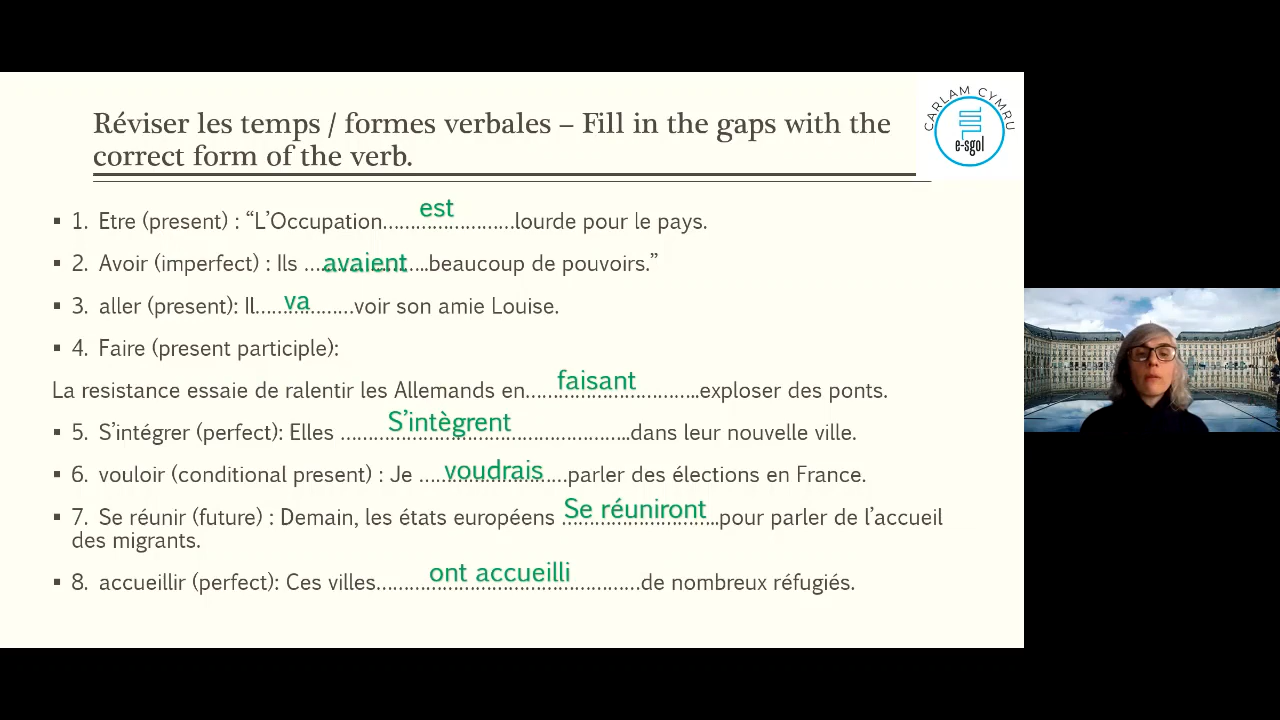 CARLAM CYMRU
e-sgol
Réviser les temps / formes verbales – Fill in the gaps with the
correct form of the verb.
▪ 1. Etre (present) : “L’Occupation……………………lourde pour le pays.
est
▪ 2. Avoir (imperfect) : Ils …………………..beaucoup de pouvoirs.”
avaient
▪ 3. aller (present): Il………………voir son amie Louise.
va
▪ 4. Faire (present participle):
La resistance essaie de ralentir les Allemands en…………………………..exploser des ponts.
faisant
▪ 5. S’intégrer (perfect): Elles ……………………………………………..dans leur nouvelle ville.
S’intègrent
▪ 6. vouloir (conditional present) : Je ………………………parler des élections en France.
voudrais
▪ 7. Se réunir (future) : Demain, les états européens ………………………..pour parler de l’accueil
Se réuniront
des migrants.
▪ 8. accueillir (perfect): Ces villes…………………………………………de nombreux réfugiés.
ont accueilli